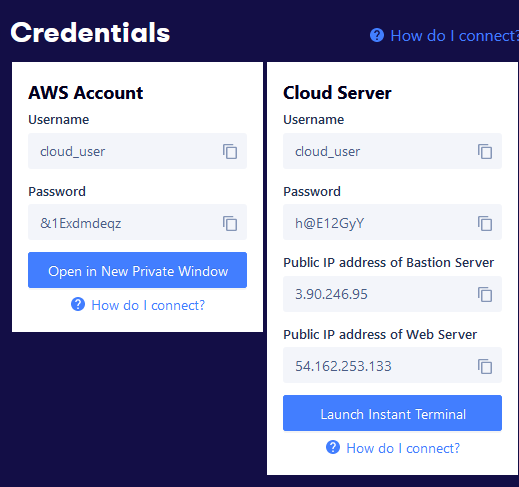 Credentials
How do I connect?
AWS Account
Username
cloud_user
Password
&1Exdmdeqz
Open in New Private Window
How do I connect?
Cloud Server
Username
cloud_user
Password
h@E12GyY
Public IP address of Bastion Server
3.90.246.95
Public IP address of Web Server
54.162.253.133
Launch Instant Terminal
How do I connect?